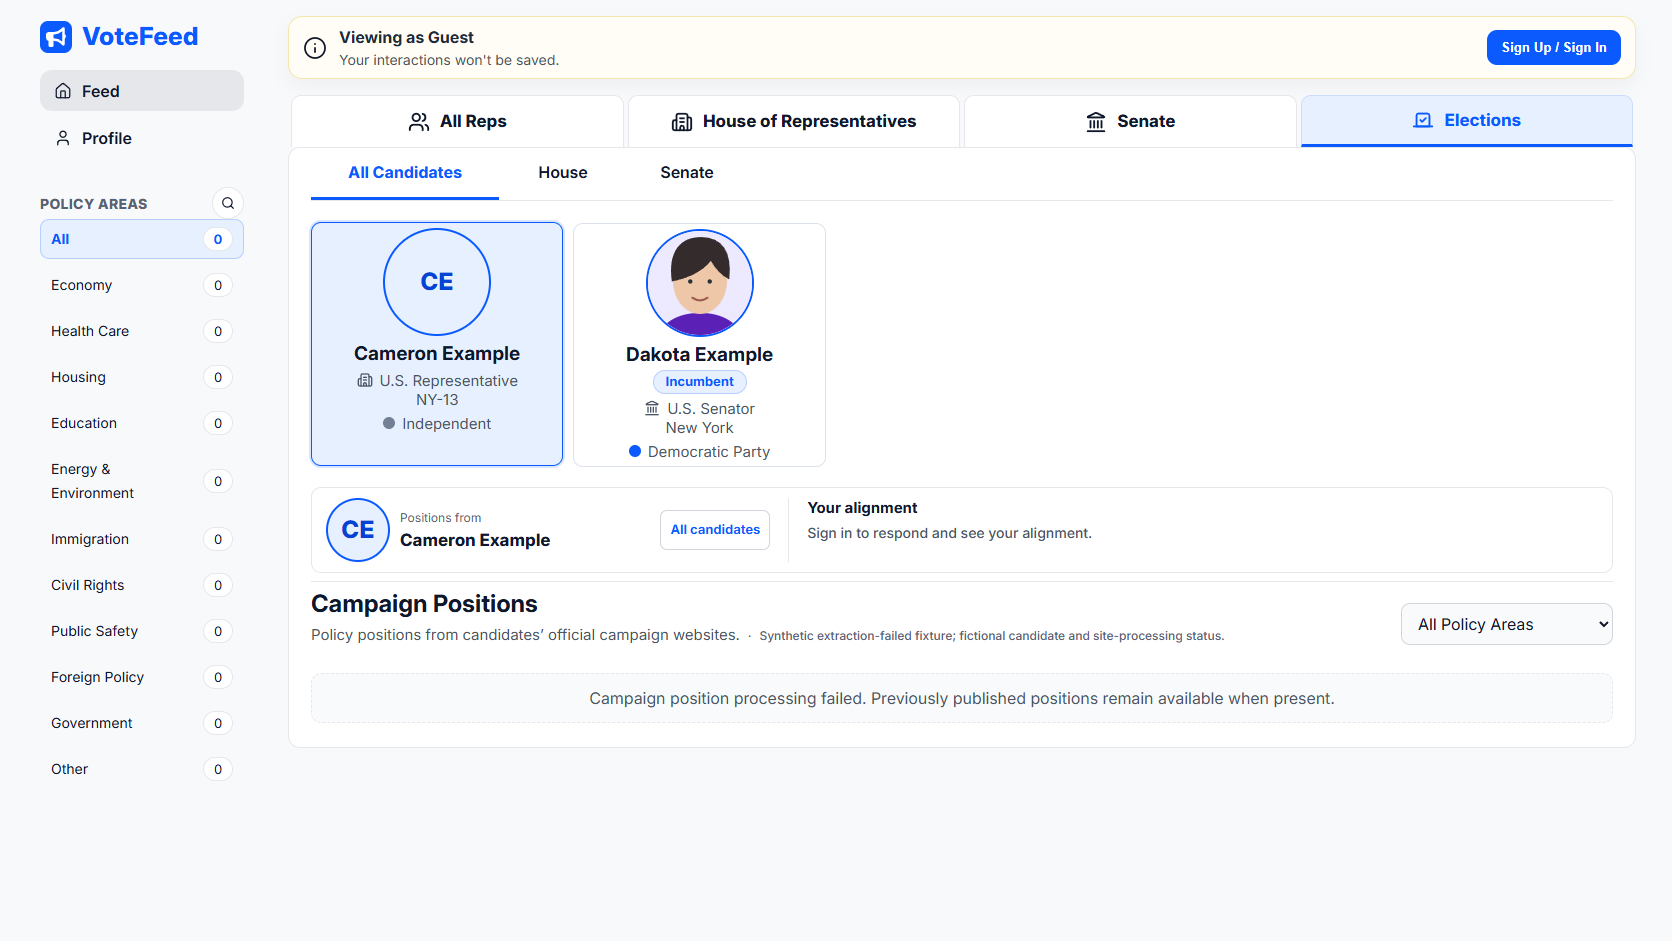 VoteFeed
Feed
Profile
POLICY AREAS
All 0
Economy 0
Health Care 0
Housing 0
Education 0
Energy &
Environment 0
Immigration 0
Civil Rights 0
Public Safety 0
Foreign Policy 0
Government 0
Other 0
Viewing as Guest
Your interactions won't be saved.
Sign Up / Sign In
All Reps
House of Representatives
Senate
Elections
All Candidates
House
Senate
CE
Cameron Example
U.S. Representative
NY-13
Independent
Dakota Example
Incumbent
U.S. Senator
New York
Democratic Party
CE
Positions from
Cameron Example
All candidates
Your alignment
Sign in to respond and see your alignment.
Campaign Positions
Policy positions from candidates’ official campaign websites. · Synthetic extraction-failed fixture; fictional candidate and site-processing status.
All Policy Areas
Campaign position processing failed. Previously published positions remain available when present.